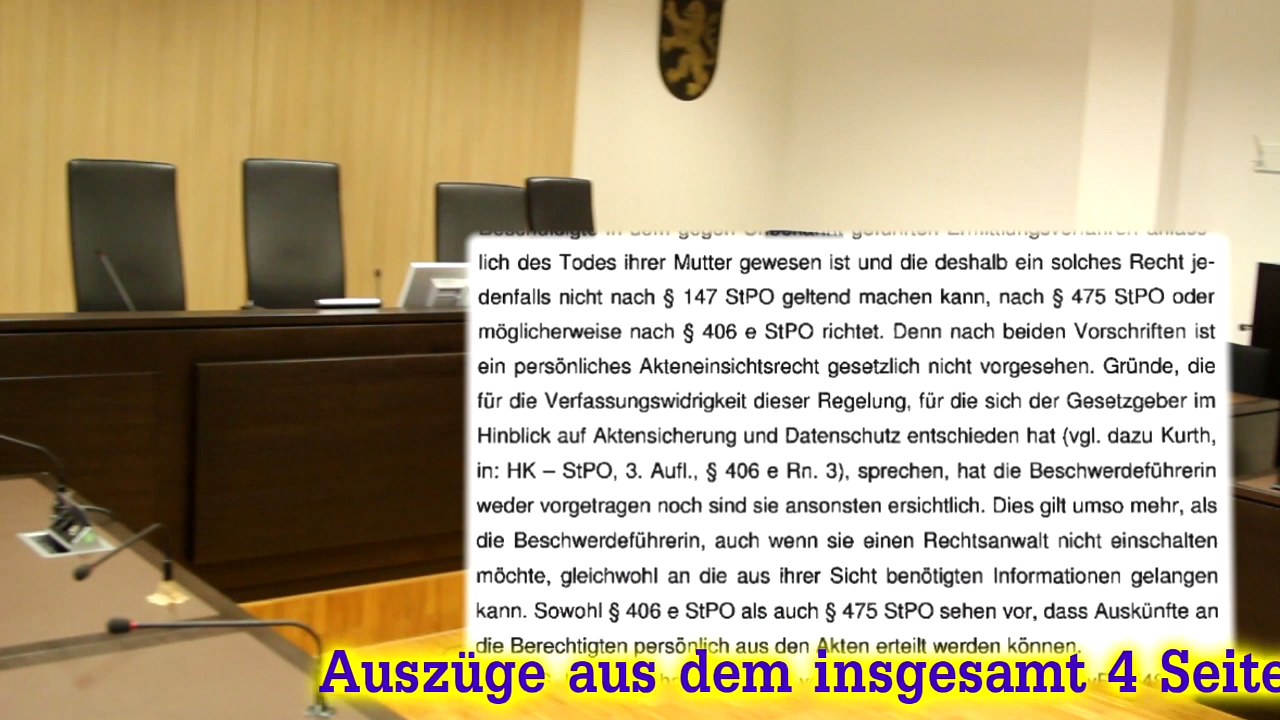 lich des Todes ihrer Mutter gewesen ist und die deshalb ein solches Recht je-
denfalls nicht nach § 147 StPO geltend machen kann, nach § 475 StPO oder
möglicherweise nach § 406 e StPO richtet. Denn nach beiden Vorschriften ist
ein persönliches Akteneinsichtsrecht gesetzlich nicht vorgesehen. Gründe, die
für die Verfassungswidrigkeit dieser Regelung, für die sich der Gesetzgeber im
Hinblick auf Aktensicherung und Datenschutz entschieden hat (vgl. dazu Kurth,
in: HK – StPO, 3. Aufl., § 406 e Rn. 3), sprechen, hat die Beschwerdeführerin
weder vorgetragen noch sind sie ansonsten ersichtlich. Dies gilt umso mehr, als
die Beschwerdeführerin, auch wenn sie einen Rechtsanwalt nicht einschalten
möchte, gleichwohl an die aus ihrer Sicht benötigten Informationen gelangen
kann. Sowohl § 406 e StPO als auch § 475 StPO sehen vor, dass Auskünfte an
die Berechtigten persönlich aus den Akten erteilt werden können.
Auszüge aus dem insgesamt 4 Seite